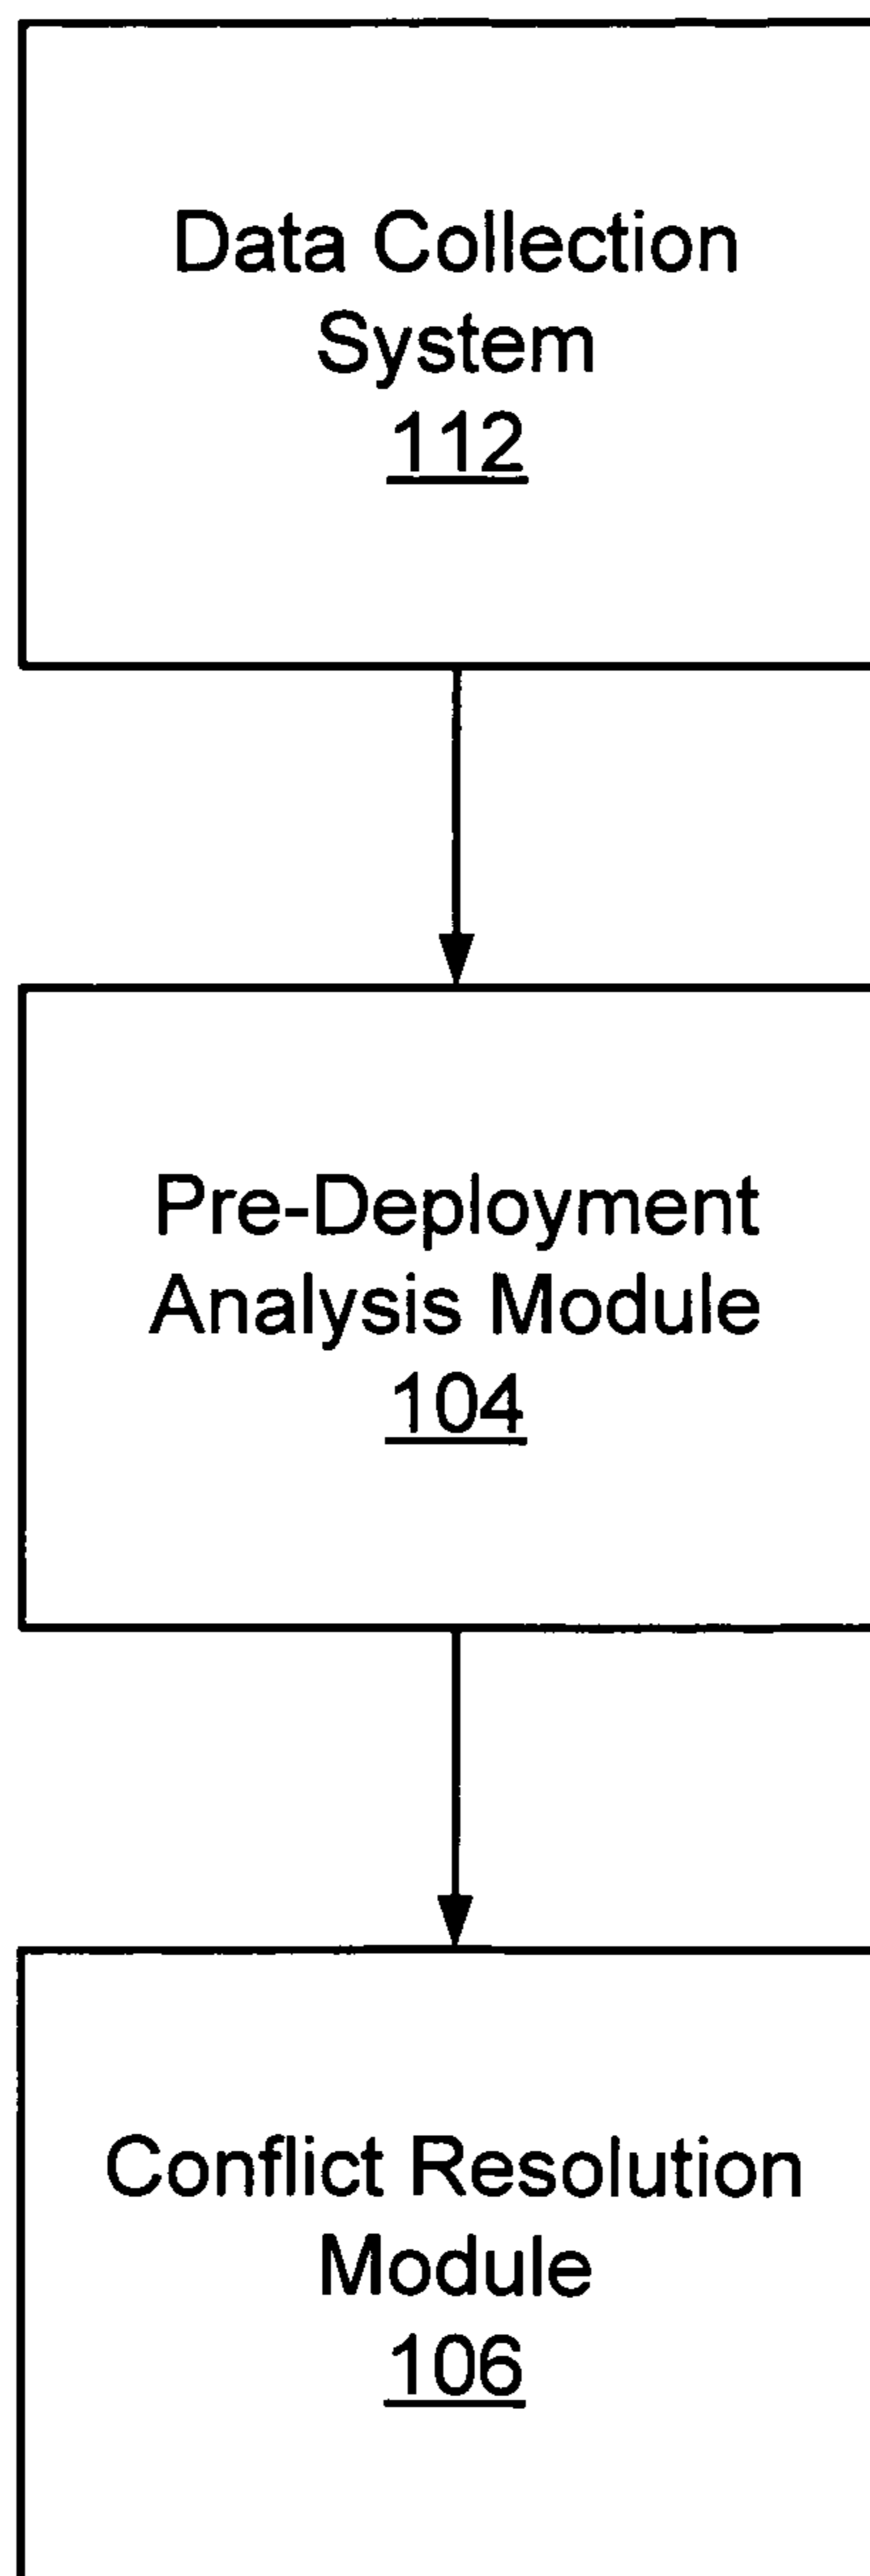 Data Collection
System
112
Pre-Deployment
Analysis Module
104
Conflict Resolution
Module
106